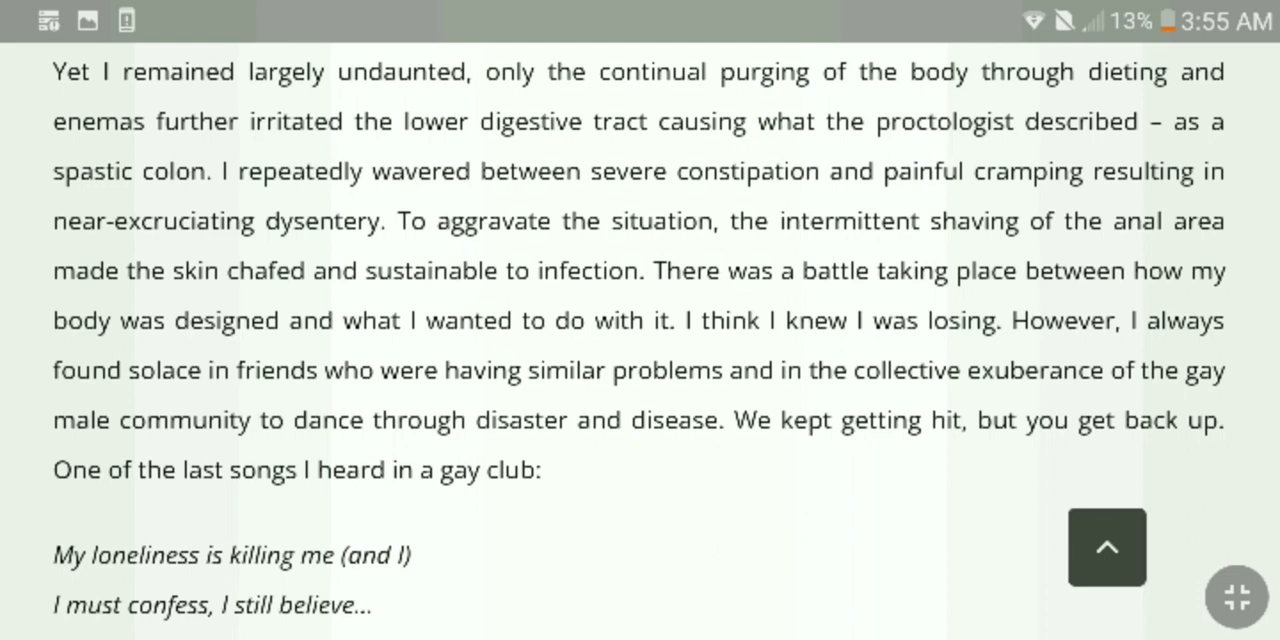 13% 3:55 AM
Yet I remained largely undaunted, only the continual purging of the body through dieting and
enemas further irritated the lower digestive tract causing what the proctologist described – as a
spastic colon. I repeatedly wavered between severe constipation and painful cramping resulting in
near-excruciating dysentery. To aggravate the situation, the intermittent shaving of the anal area
made the skin chafed and sustainable to infection. There was a battle taking place between how my
body was designed and what I wanted to do with it. I think I knew I was losing. However, I always
found solace in friends who were having similar problems and in the collective exuberance of the gay
male community to dance through disaster and disease. We kept getting hit, but you get back up.
One of the last songs I heard in a gay club:
My loneliness is killing me (and I)
I must confess, I still believe...